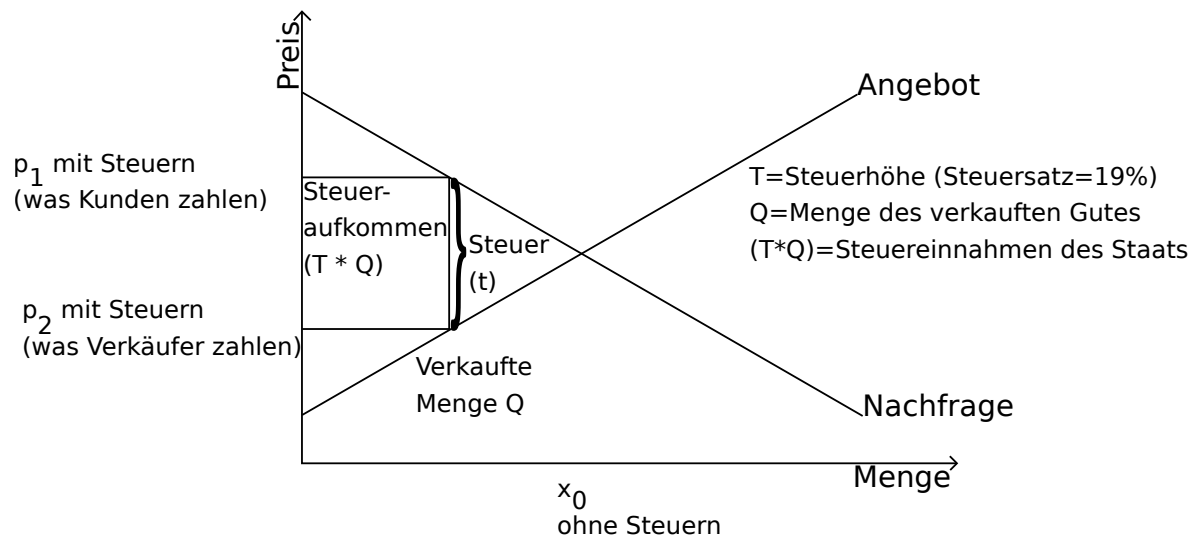 Preis
Angebot
p1 mit Steuern
(was Kunden zahlen)
T=Steuerhöhe (Steuersatz=19%)
Q=Menge des verkauften Gutes
(T*Q)=Steuereinnahmen des Staats
Steuer-
aufkommen
(T * Q)
Steuer
(t)
p2 mit Steuern
(was Verkäufer zahlen)
Verkaufte
Menge Q
Nachfrage
Menge
x0
ohne Steuern